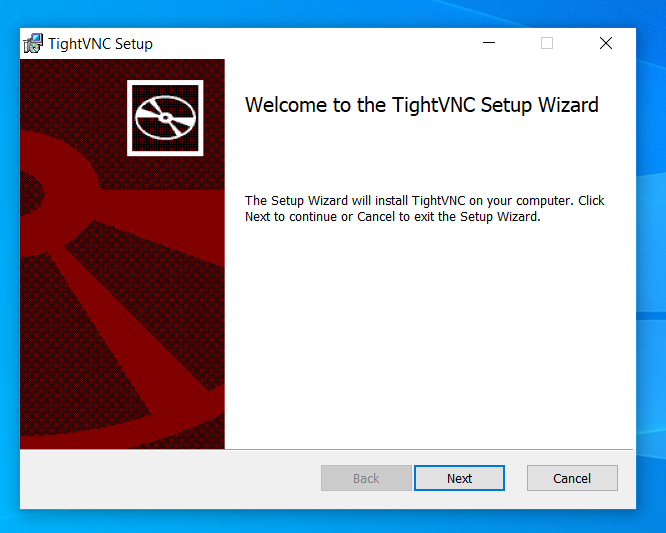 TightVNC Setup
Welcome to the TightVNC Setup Wizard
The Setup Wizard will install TightVNC on your computer. Click
Next to continue or Cancel to exit the Setup Wizard.
Back
Next
Cancel